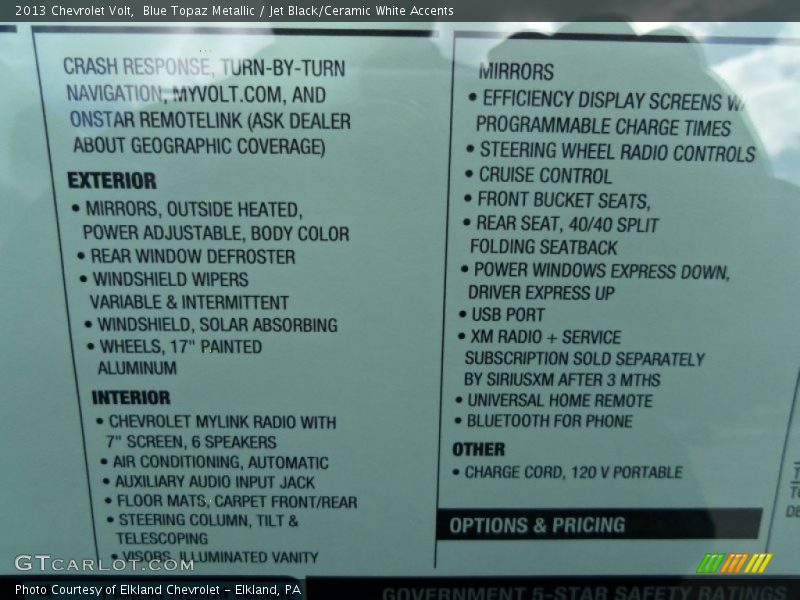 2013 Chevrolet Volt, Blue Topaz Metallic / Jet Black/Ceramic White Accents
CRASH RESPONSE, TURN-BY-TURN
NAVIGATION, MYVOLT.COM, AND
ONSTAR REMOTELINK (ASK DEALER
ABOUT GEOGRAPHIC COVERAGE)
EXTERIOR
• MIRRORS, OUTSIDE HEATED,
POWER ADJUSTABLE, BODY COLOR
• REAR WINDOW DEFROSTER
• WINDSHIELD WIPERS
VARIABLE & INTERMITTENT
• WINDSHIELD, SOLAR ABSORBING
• WHEELS, 17" PAINTED
ALUMINUM
INTERIOR
• CHEVROLET MYLINK RADIO WITH
7" SCREEN, 6 SPEAKERS
• AIR CONDITIONING, AUTOMATIC
• AUXILIARY AUDIO INPUT JACK
• FLOOR MATS, CARPET FRONT/REAR
• STEERING COLUMN, TILT &
TELESCOPING
• VISORS, ILLUMINATED VANITY
MIRRORS
• EFFICIENCY DISPLAY SCREENS W/
PROGRAMMABLE CHARGE TIMES
• STEERING WHEEL RADIO CONTROLS
• CRUISE CONTROL
• FRONT BUCKET SEATS,
• REAR SEAT, 40/40 SPLIT
FOLDING SEATBACK
• POWER WINDOWS EXPRESS DOWN,
DRIVER EXPRESS UP
• USB PORT
• XM RADIO + SERVICE
SUBSCRIPTION SOLD SEPARATELY
BY SIRIUSXM AFTER 3 MTHS
• UNIVERSAL HOME REMOTE
• BLUETOOTH FOR PHONE
OTHER
• CHARGE CORD, 120 V PORTABLE
OPTIONS & PRICING
GOVERNMENT 5-STAR SAFETY RATINGS
GTCARLOT.COM
Photo Courtesy of Elkland Chevrolet - Elkland, PA